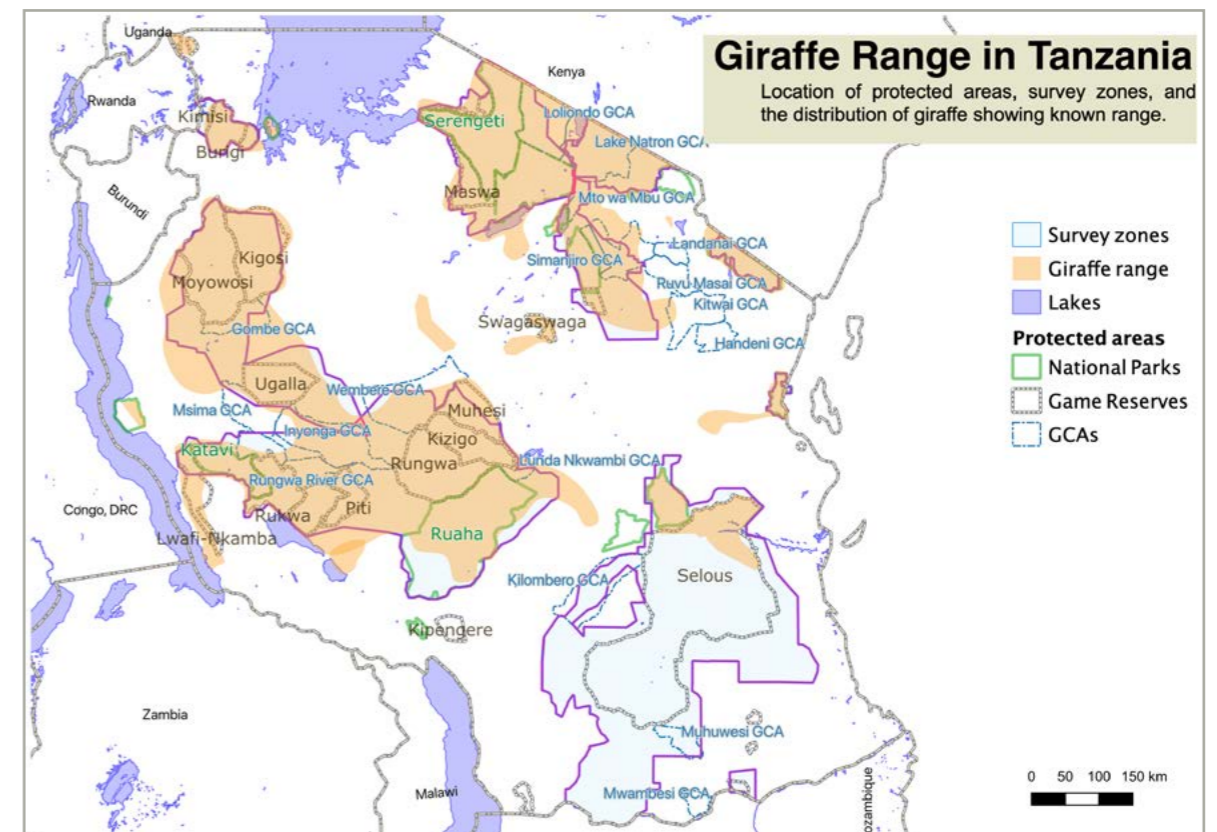 Giraffe Range in Tanzania
Location of protected areas, survey zones, and
the distribution of giraffe showing known range.
Uganda
Kenya
Rwanda
Kimisi
Burigi
Burundi
Serengeti
Loliondo GCA
Lake Natron GCA
Maswa
Mto wa Mbu GCA
Landanai GCA
Simanjiro GCA
Ruvu Masai GCA
Kitwai GCA
Handeni GCA
Kigosi
Moyowosi
Gombe GCA
Swagaswaga
Ugalla
Wembere GCA
Msima GCA
Muhesi
Inyonga GCA
Kizigo
Katavi
Rungwa
Lunda Nkwambi GCA
Rungwa River GCA
Piti
Rukwa
Congo, DRC
Lwafi-Nkamba
Ruaha
Kilombero GCA
Selous
Kipengere
Zambia
Muhuwesi GCA
Malawi
Mwambesi GCA
ozambique
Survey zones
Giraffe range
Lakes
Protected areas
National Parks
Game Reserves
GCAs
0 50 100 150 km